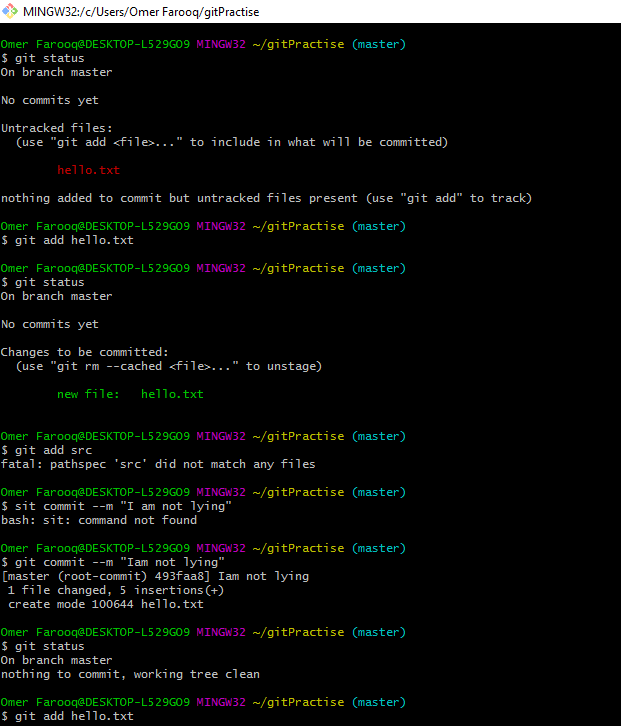 MINGW32:/c/Users/Omer Farooq/gitPractise
Omer Farooq@DESKTOP-L529GO9 MINGW32 ~/gitPractise (master)
$ git status
On branch master
No commits yet
Untracked files:
(use "git add <file>..." to include in what will be committed)
hello.txt
nothing added to commit but untracked files present (use "git add" to track)
Omer Farooq@DESKTOP-L529GO9 MINGW32 ~/gitPractise (master)
$ git add hello.txt
Omer Farooq@DESKTOP-L529GO9 MINGW32 ~/gitPractise (master)
$ git status
On branch master
No commits yet
Changes to be committed:
(use "git rm --cached <file>..." to unstage)
new file:   hello.txt
Omer Farooq@DESKTOP-L529GO9 MINGW32 ~/gitPractise (master)
$ git add src
fatal: pathspec 'src' did not match any files
Omer Farooq@DESKTOP-L529GO9 MINGW32 ~/gitPractise (master)
$ sit commit --m "I am not lying"
bash: sit: command not found
Omer Farooq@DESKTOP-L529GO9 MINGW32 ~/gitPractise (master)
$ git commit --m "Iam not lying"
[master (root-commit) 493faa8] Iam not lying
1 file changed, 5 insertions(+)
create mode 100644 hello.txt
Omer Farooq@DESKTOP-L529GO9 MINGW32 ~/gitPractise (master)
$ git status
On branch master
nothing to commit, working tree clean
Omer Farooq@DESKTOP-L529GO9 MINGW32 ~/gitPractise (master)
$ git add hello.txt